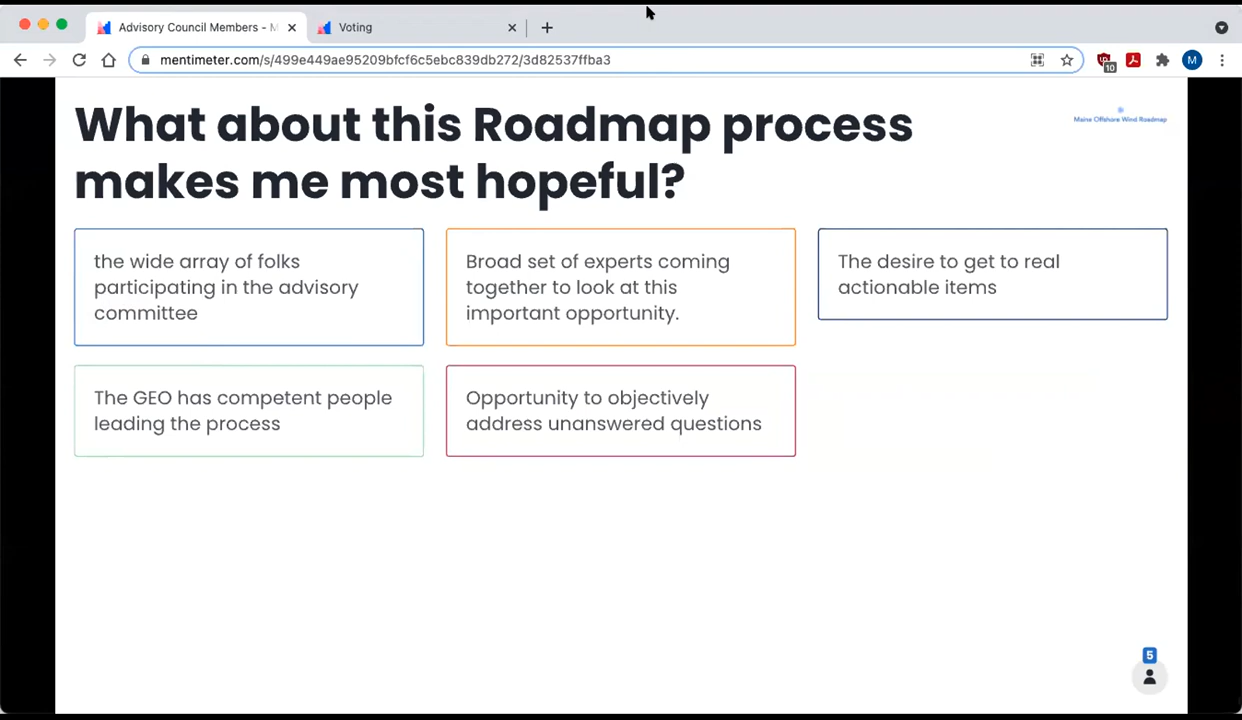 Advisory Council Members - M
Voting
mentimeter.com/s/499e449ae95209bfcf6c5ebc839db272/3d82537ffba3
10
M
What about this Roadmap process
makes me most hopeful?
Maine Offshore Wind Roadmap
the wide array of folks
participating in the advisory
committee
Broad set of experts coming
together to look at this
important opportunity.
The desire to get to real
actionable items
The GEO has competent people
leading the process
Opportunity to objectively
address unanswered questions
5